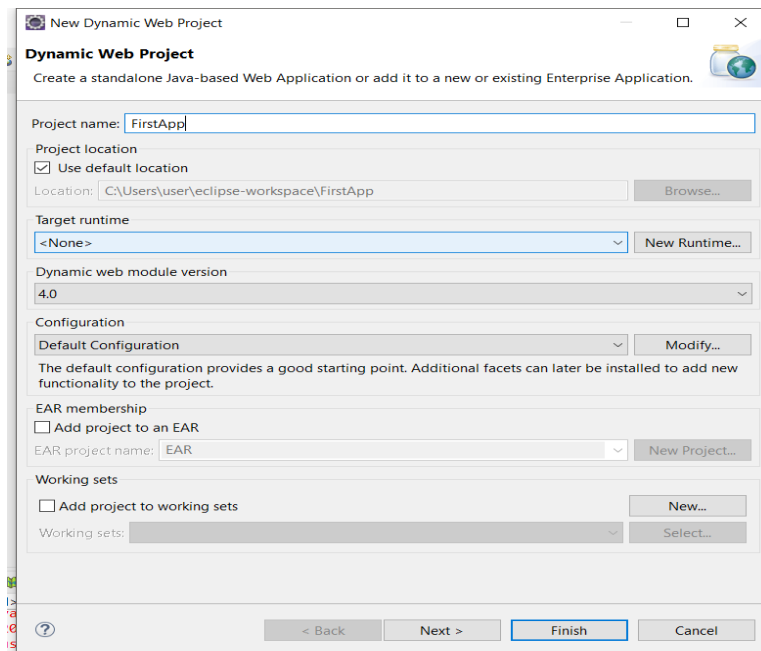 New Dynamic Web Project
Dynamic Web Project
Create a standalone Java-based Web Application or add it to a new or existing Enterprise Application.
Project name: FirstApp
Project location
Use default location
Location: C:\Users\user\eclipse-workspace\FirstApp Browse...
Target runtime
<None> New Runtime...
Dynamic web module version
4.0
Configuration
Default Configuration Modify...
The default configuration provides a good starting point. Additional facets can later be installed to add new
functionality to the project.
EAR membership
Add project to an EAR
EAR project name: EAR New Project...
Working sets
Add project to working sets New...
Working sets: Select...
? < Back Next > Finish Cancel